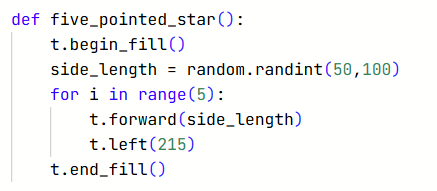 def five_pointed_star():
    t.begin_fill()
    side_length = random.randint(50,100)
    for i in range(5):
        t.forward(side_length)
        t.left(215)
    t.end_fill()